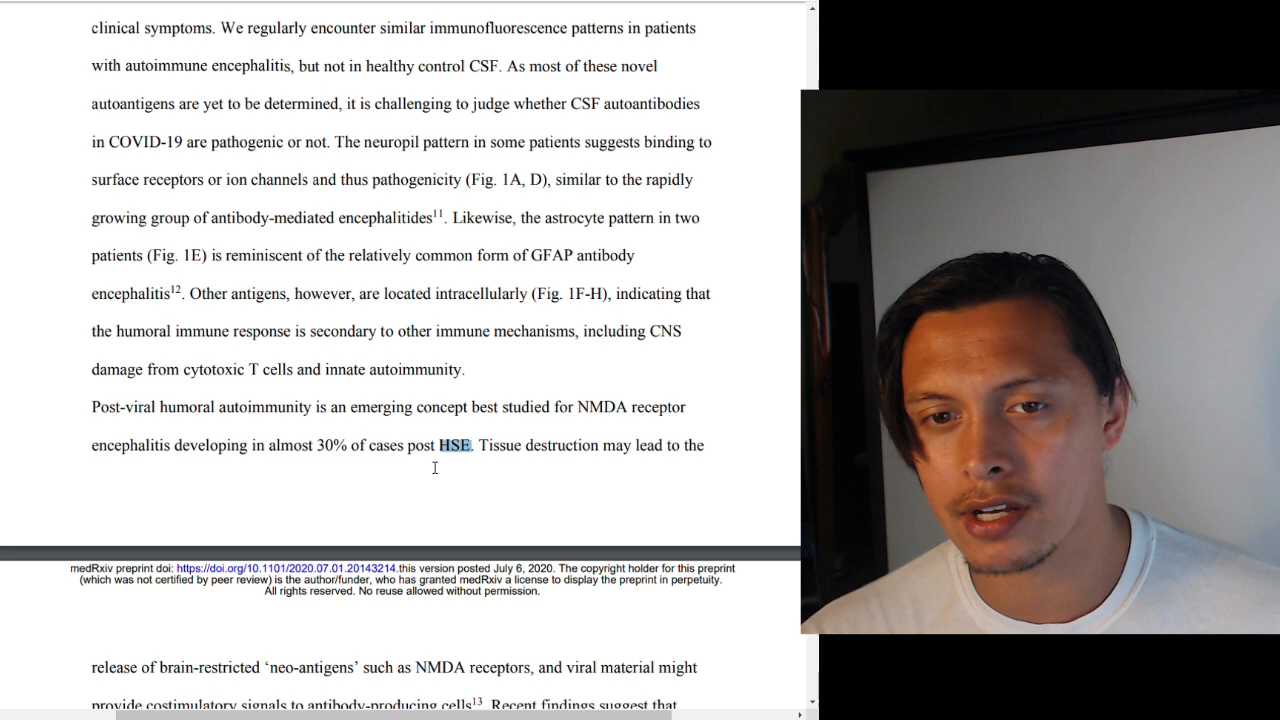 clinical symptoms. We regularly encounter similar immunofluorescence patterns in patients
with autoimmune encephalitis, but not in healthy control CSF. As most of these novel
autoantigens are yet to be determined, it is challenging to judge whether CSF autoantibodies
in COVID-19 are pathogenic or not. The neuropil pattern in some patients suggests binding to
surface receptors or ion channels and thus pathogenicity (Fig. 1A, D), similar to the rapidly
growing group of antibody-mediated encephalitides11. Likewise, the astrocyte pattern in two
patients (Fig. 1E) is reminiscent of the relatively common form of GFAP antibody
encephalitis12. Other antigens, however, are located intracellularly (Fig. 1F-H), indicating that
the humoral immune response is secondary to other immune mechanisms, including CNS
damage from cytotoxic T cells and innate autoimmunity.
Post-viral humoral autoimmunity is an emerging concept best studied for NMDA receptor
encephalitis developing in almost 30% of cases post HSE. Tissue destruction may lead to the
medRxiv preprint doi: https://doi.org/10.1101/2020.07.01.20143214.this version posted July 6, 2020. The copyright holder for this preprint
(which was not certified by peer review) is the author/funder, who has granted medRxiv a license to display the preprint in perpetuity.
All rights reserved. No reuse allowed without permission.
release of brain-restricted ‘neo-antigens’ such as NMDA receptors, and viral material might
provide costimulatory signals to antibody-producing cells13. Recent findings suggest that